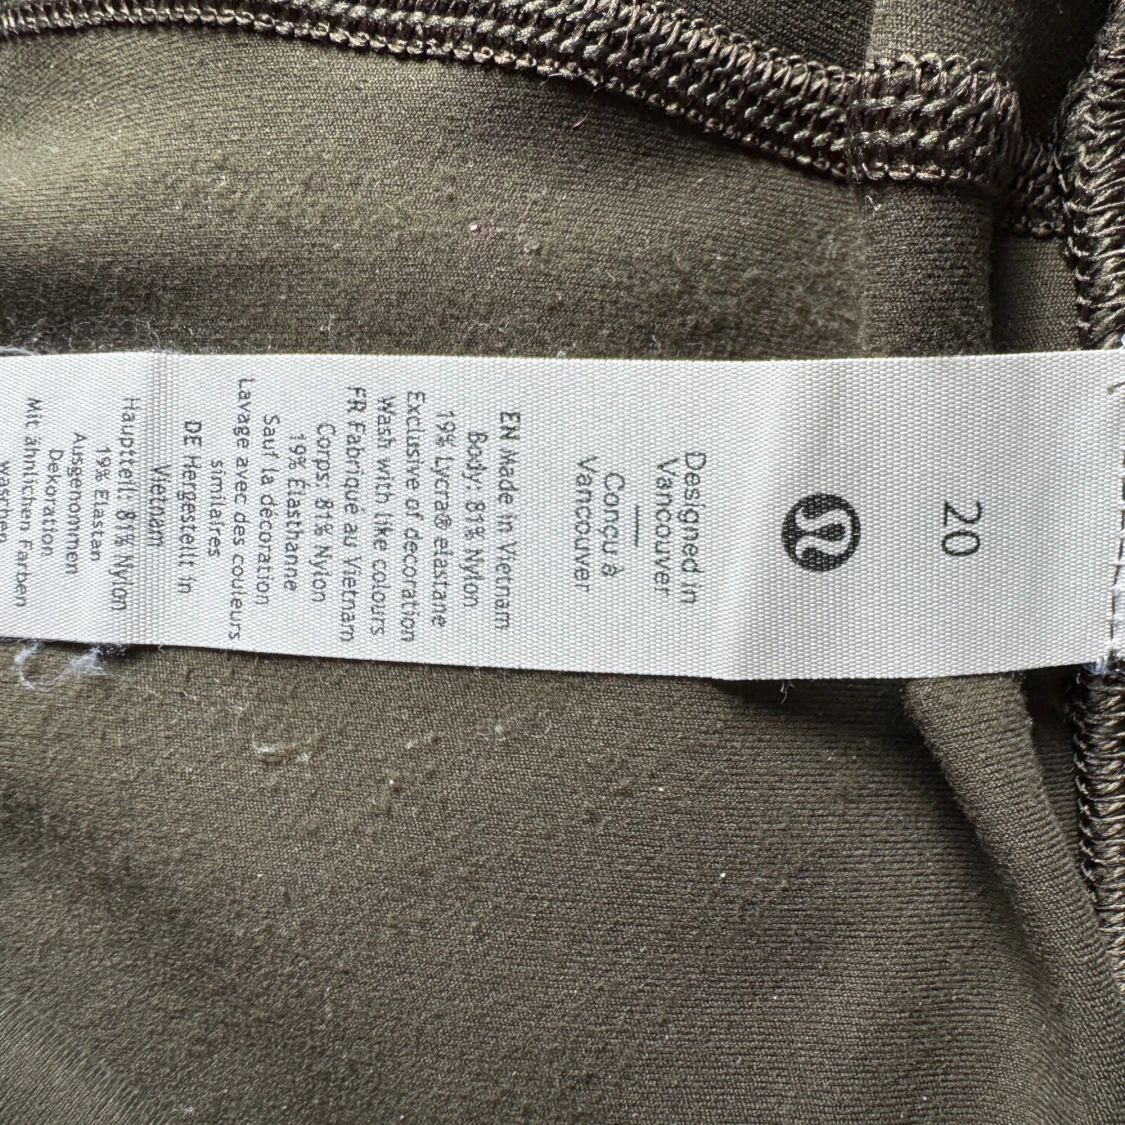 20
Designed in
Vancouver
Conçu à
Vancouver
EN Made in Vietnam
Body: 81% Nylon
19% Lycra® elastane
Exclusive of decoration
Wash with like colours
FR Fabriqué au Vietnam
Corps: 81% Nylon
19% Élasthanne
Sauf la décoration
Lavage avec des couleurs
similaires
DE Hergestellt in
Vietnam
Hauptteil: 81% Nylon
19% Elastan
Ausgenommen
Dekoration
Mit ähnlichen Farben
waschen